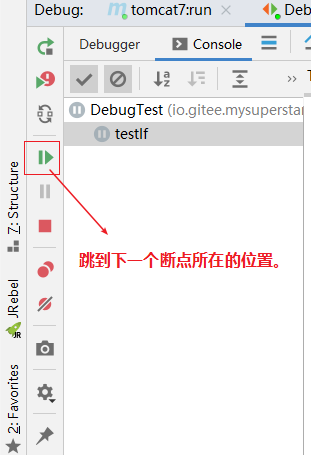 Debug:
tomcat7:run
Deb
Debugger
Console
DebugTest (io.gitee.mysuperstar
testIf
跳到下一个断点所在的位置。
Z: Structure
JRebel
JR
2: Favorites